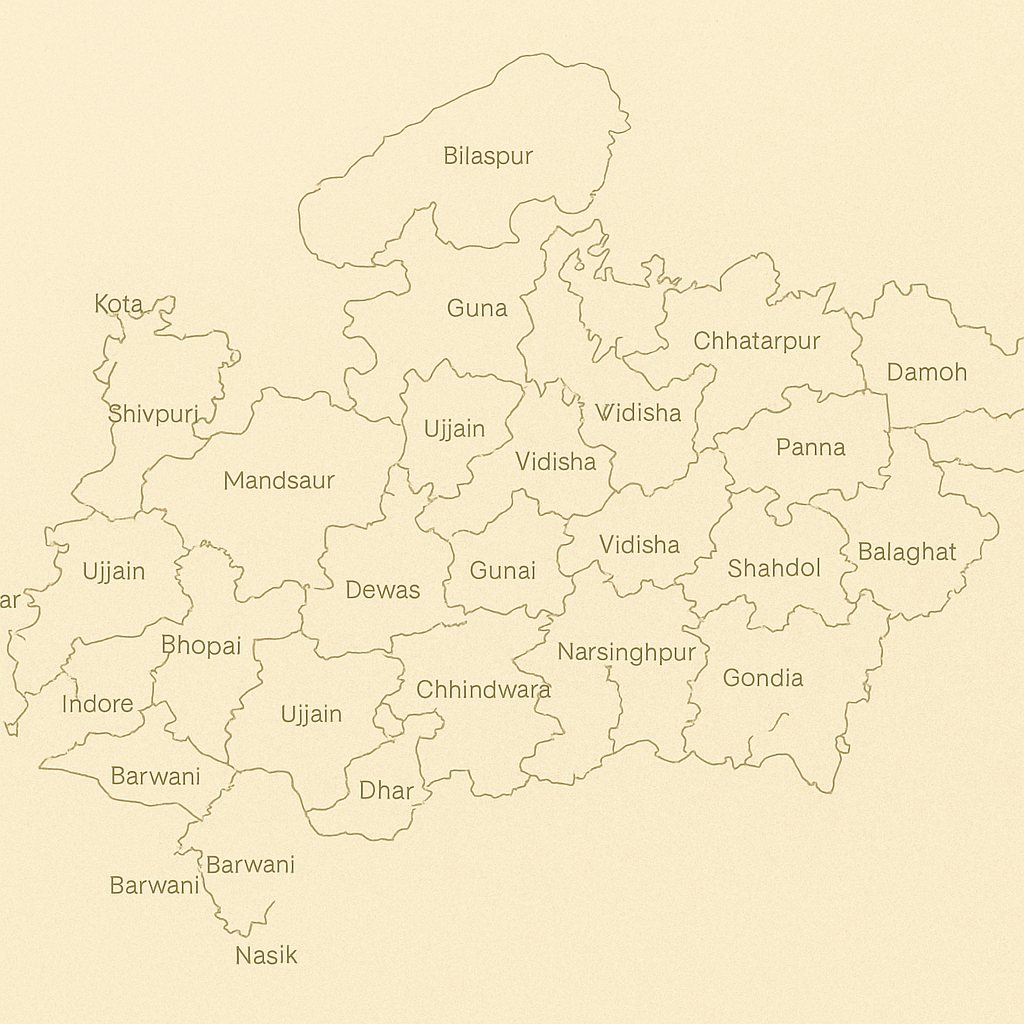 Bilaspur
Kota
Guna
Chhatarpur
Damoh
Shivpuri
Ujjain
Vidisha
Panna
Vidisha
Mandsaur
Vidisha
Balaghat
Ujjain
Gunai
Shahdol
Dewas
ar
Bhopai
Narsinghpur
Gondia
Chhindwara
Indore
Ujjain
Barwani
Dhar
Barwani
Barwani
Nasik